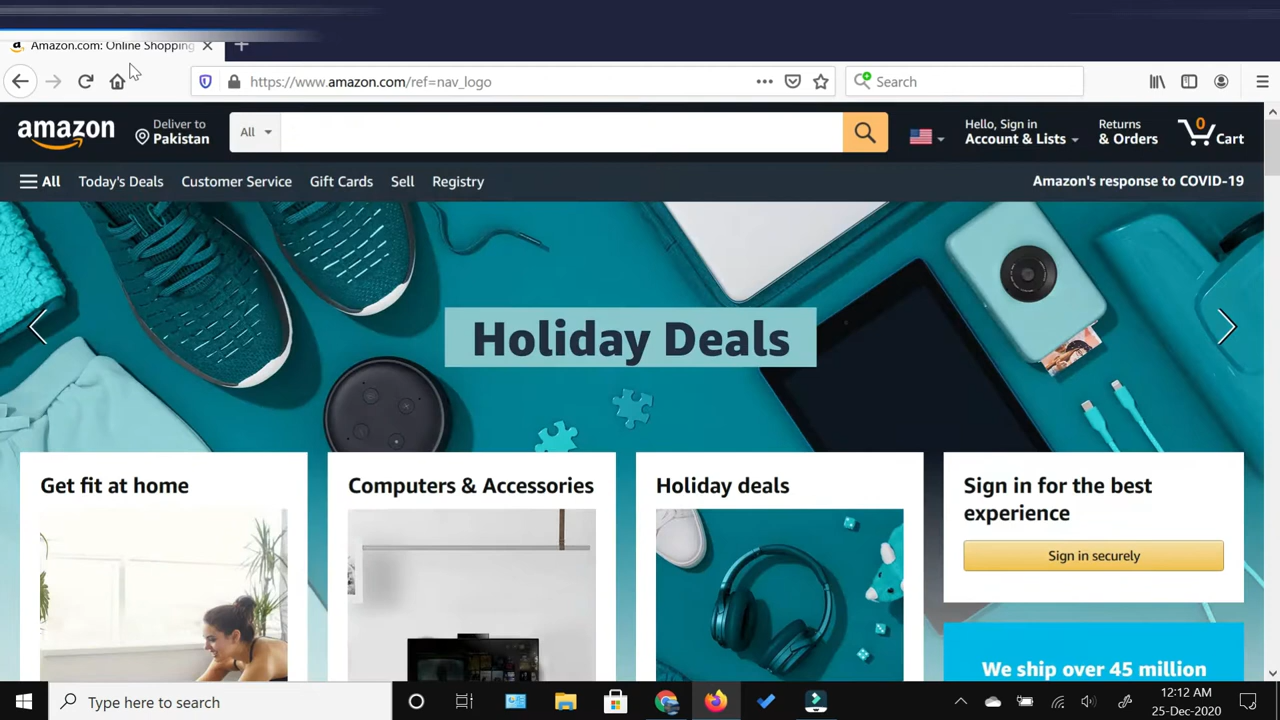 Amazon.com: Online Shopping
https://www.amazon.com/ref=nav_logo
Search
amazon
Deliver to
Pakistan
All
Hello, Sign in
Account & Lists
Returns
& Orders
0
Cart
All
Today's Deals
Customer Service
Gift Cards
Sell
Registry
Amazon's response to COVID-19
Holiday Deals
Get fit at home
Computers & Accessories
Holiday deals
Sign in for the best
experience
Sign in securely
We ship over 45 million
Type here to search
12:12 AM
25-Dec-2020